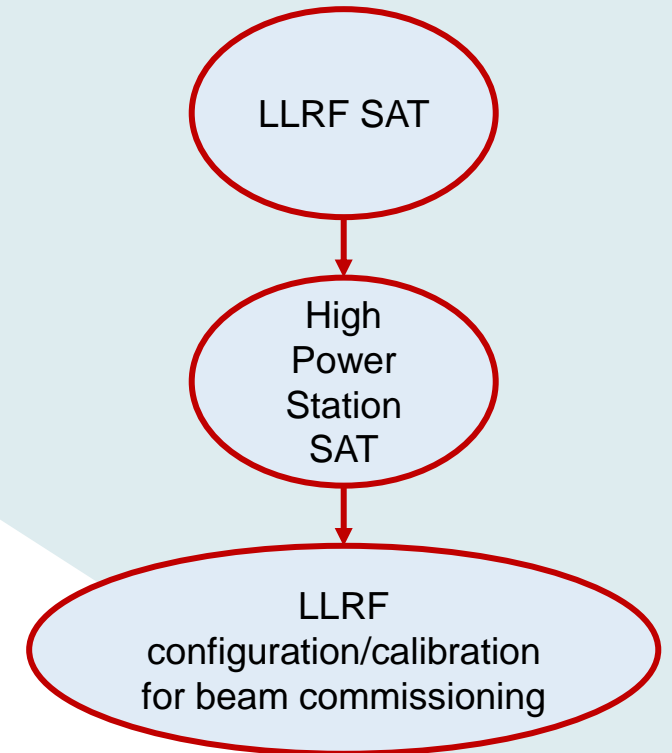 LLRF SAT
High
Power
Station
SAT
LLRF
configuration/calibration
for beam commissioning